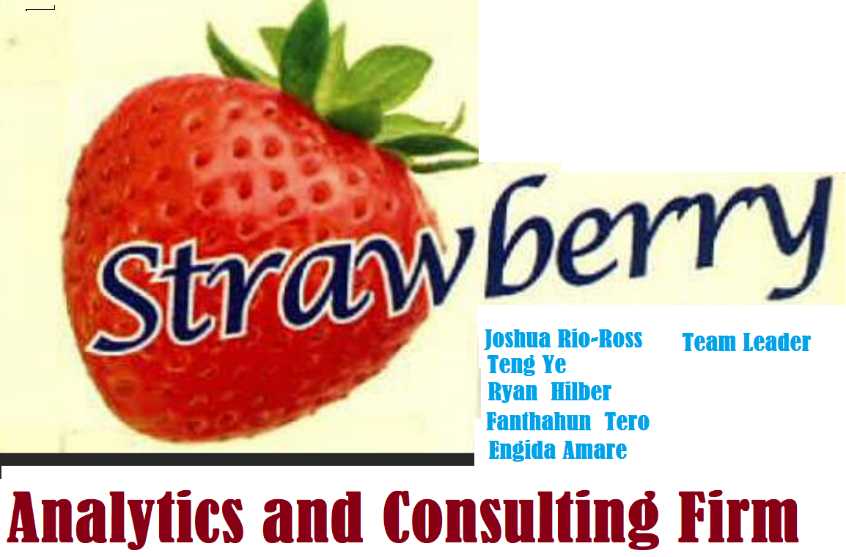 Strawberry
Joshua Rio-Ross Team Leader
Teng Ye
Ryan Hilber
Fanthahun Tero
Engida Amare
Analytics and Consulting Firm